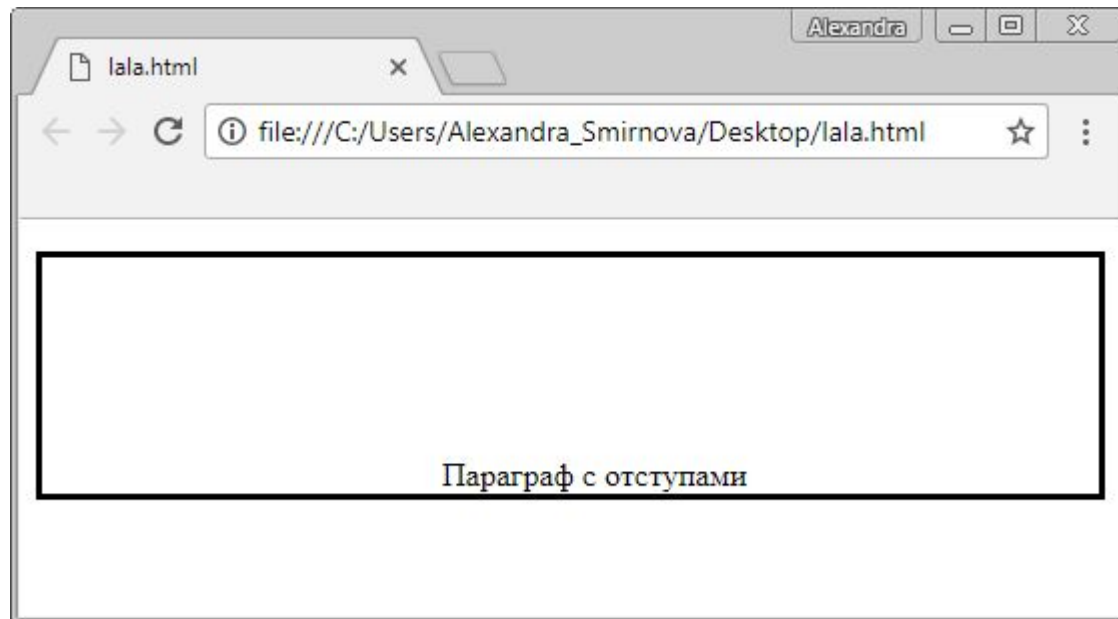 Alexandra
lala.html
file:///C:/Users/Alexandra_Smirnova/Desktop/lala.html
Параграф с отступами